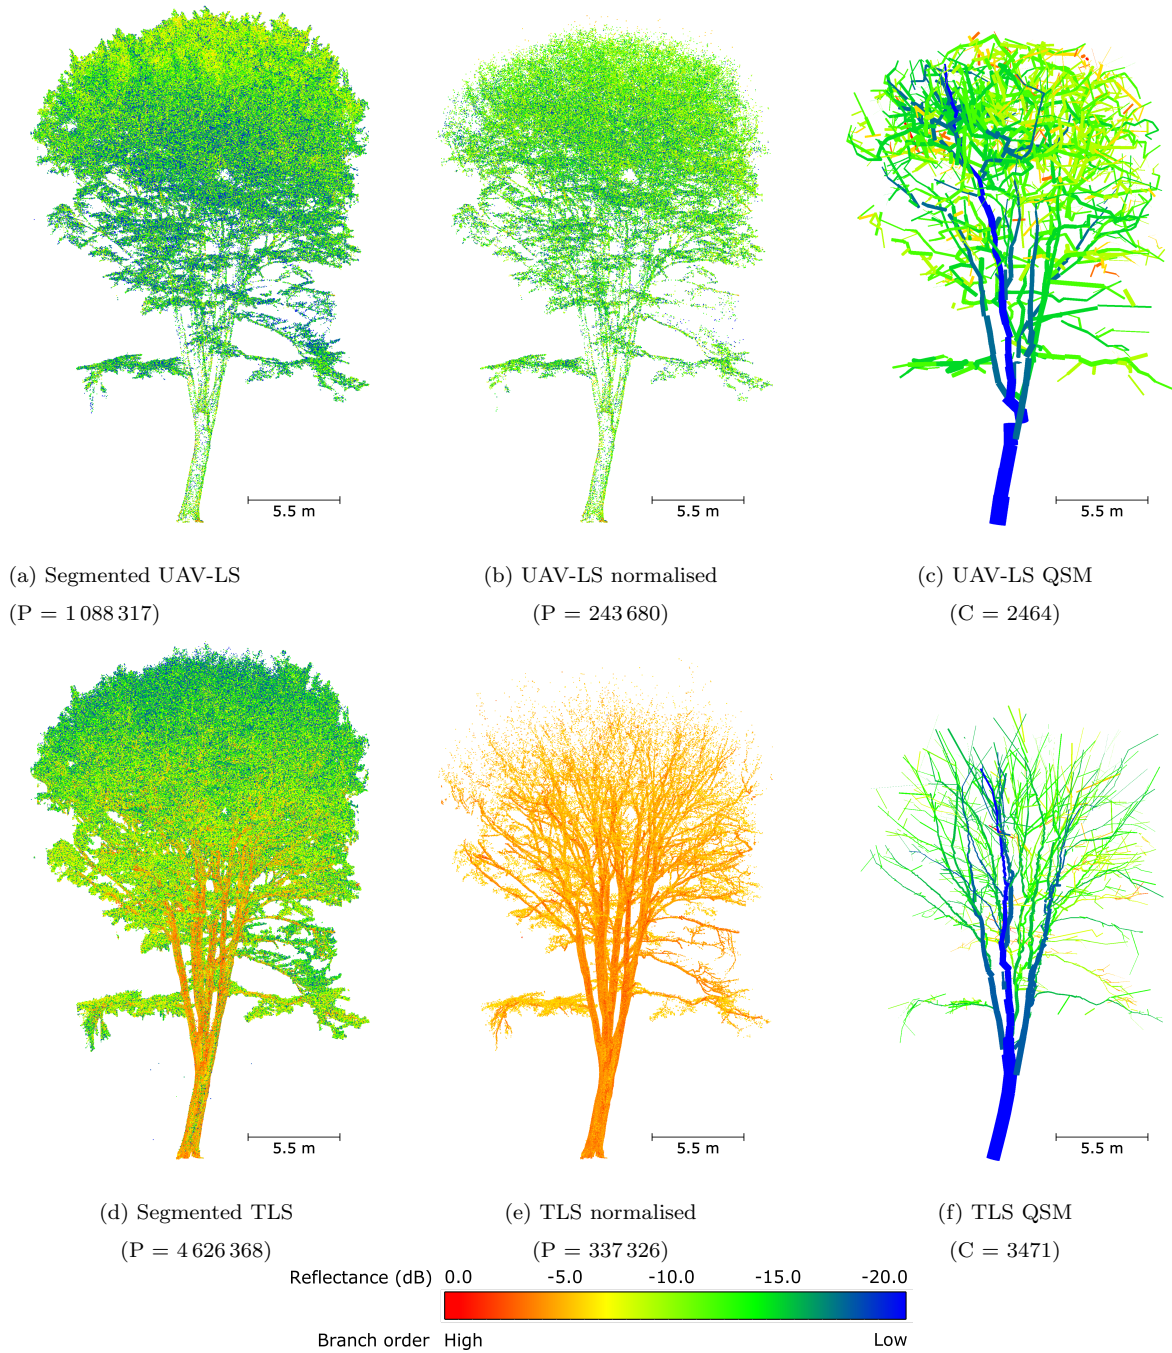 5.5 m 5.5 m 5.5 m
(a) Segmented UAV-LS (b) UAV-LS normalised (c) UAV-LS QSM
(P = 1 088 317) (P = 243 680) (C = 2464)
5.5 m 5.5 m 5.5 m
(d) Segmented TLS (e) TLS normalised (f) TLS QSM
(P = 4 626 368) (P = 337 326) (C = 3471)
Reflectance (dB) 0.0 -5.0 -10.0 -15.0 -20.0
Branch order High Low